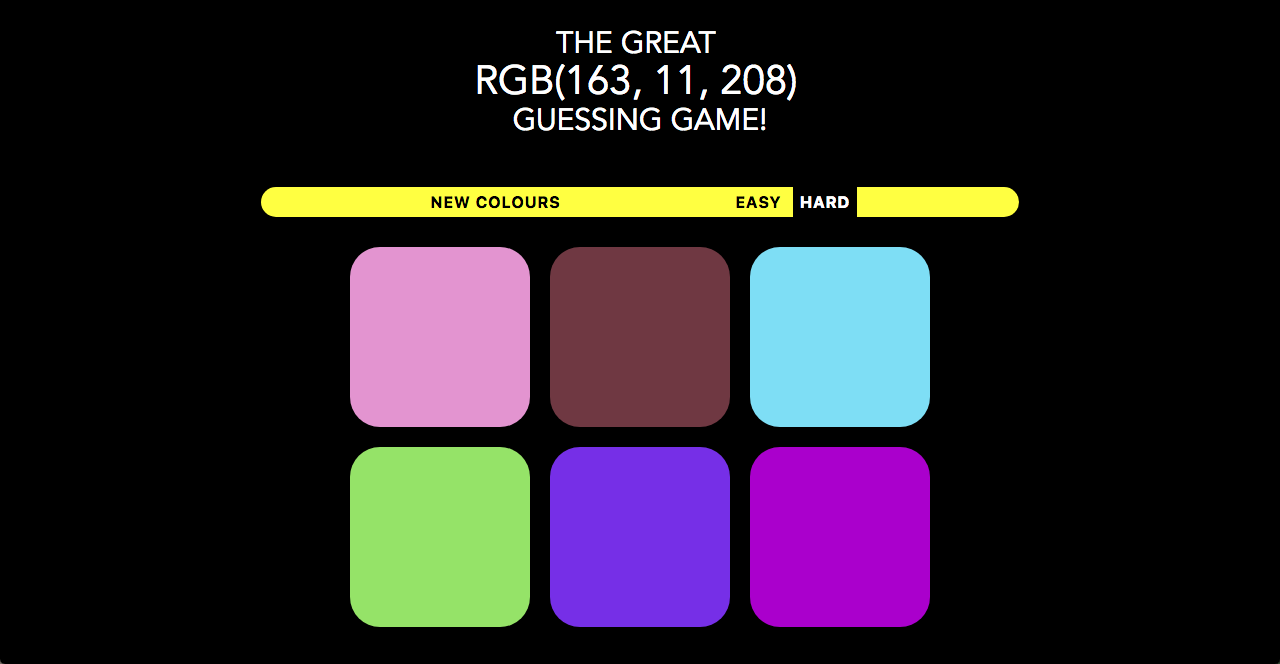 THE GREAT
RGB(163, 11, 208)
GUESSING GAME!
NEW COLOURS EASY HARD